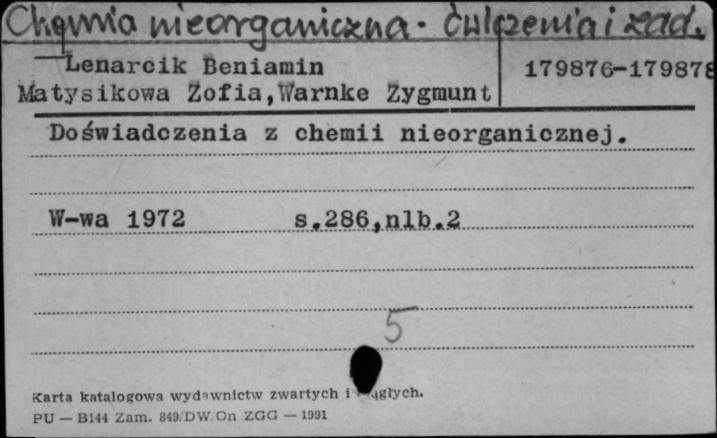 Chemia nieorganiczna - ćwiczenia i zad.
Lenarcik Beniamin
179876-179878
Matysikowa Zofia,Warnke Zygmunt
Doświadczenia z chemii nieorganicznej.
W-wa 1972 s.286,nlb.2
5
Karta katalogowa wydawnictw zwartych i ciągłych.
PU — B144 Zam. 849/DW/On ZGG — 1991